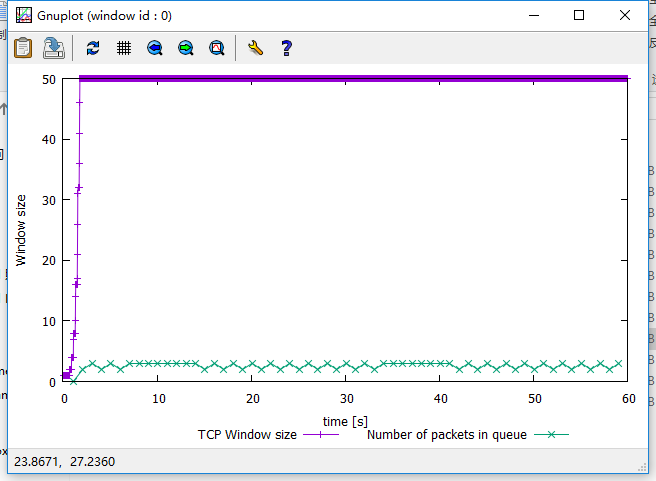 Gnuplot (window id : 0)
50
40
30
20
10
0
Window size
0 10 20 30 40 50 60
time [s]
TCP Window size Number of packets in queue
23.8671, 27.2360